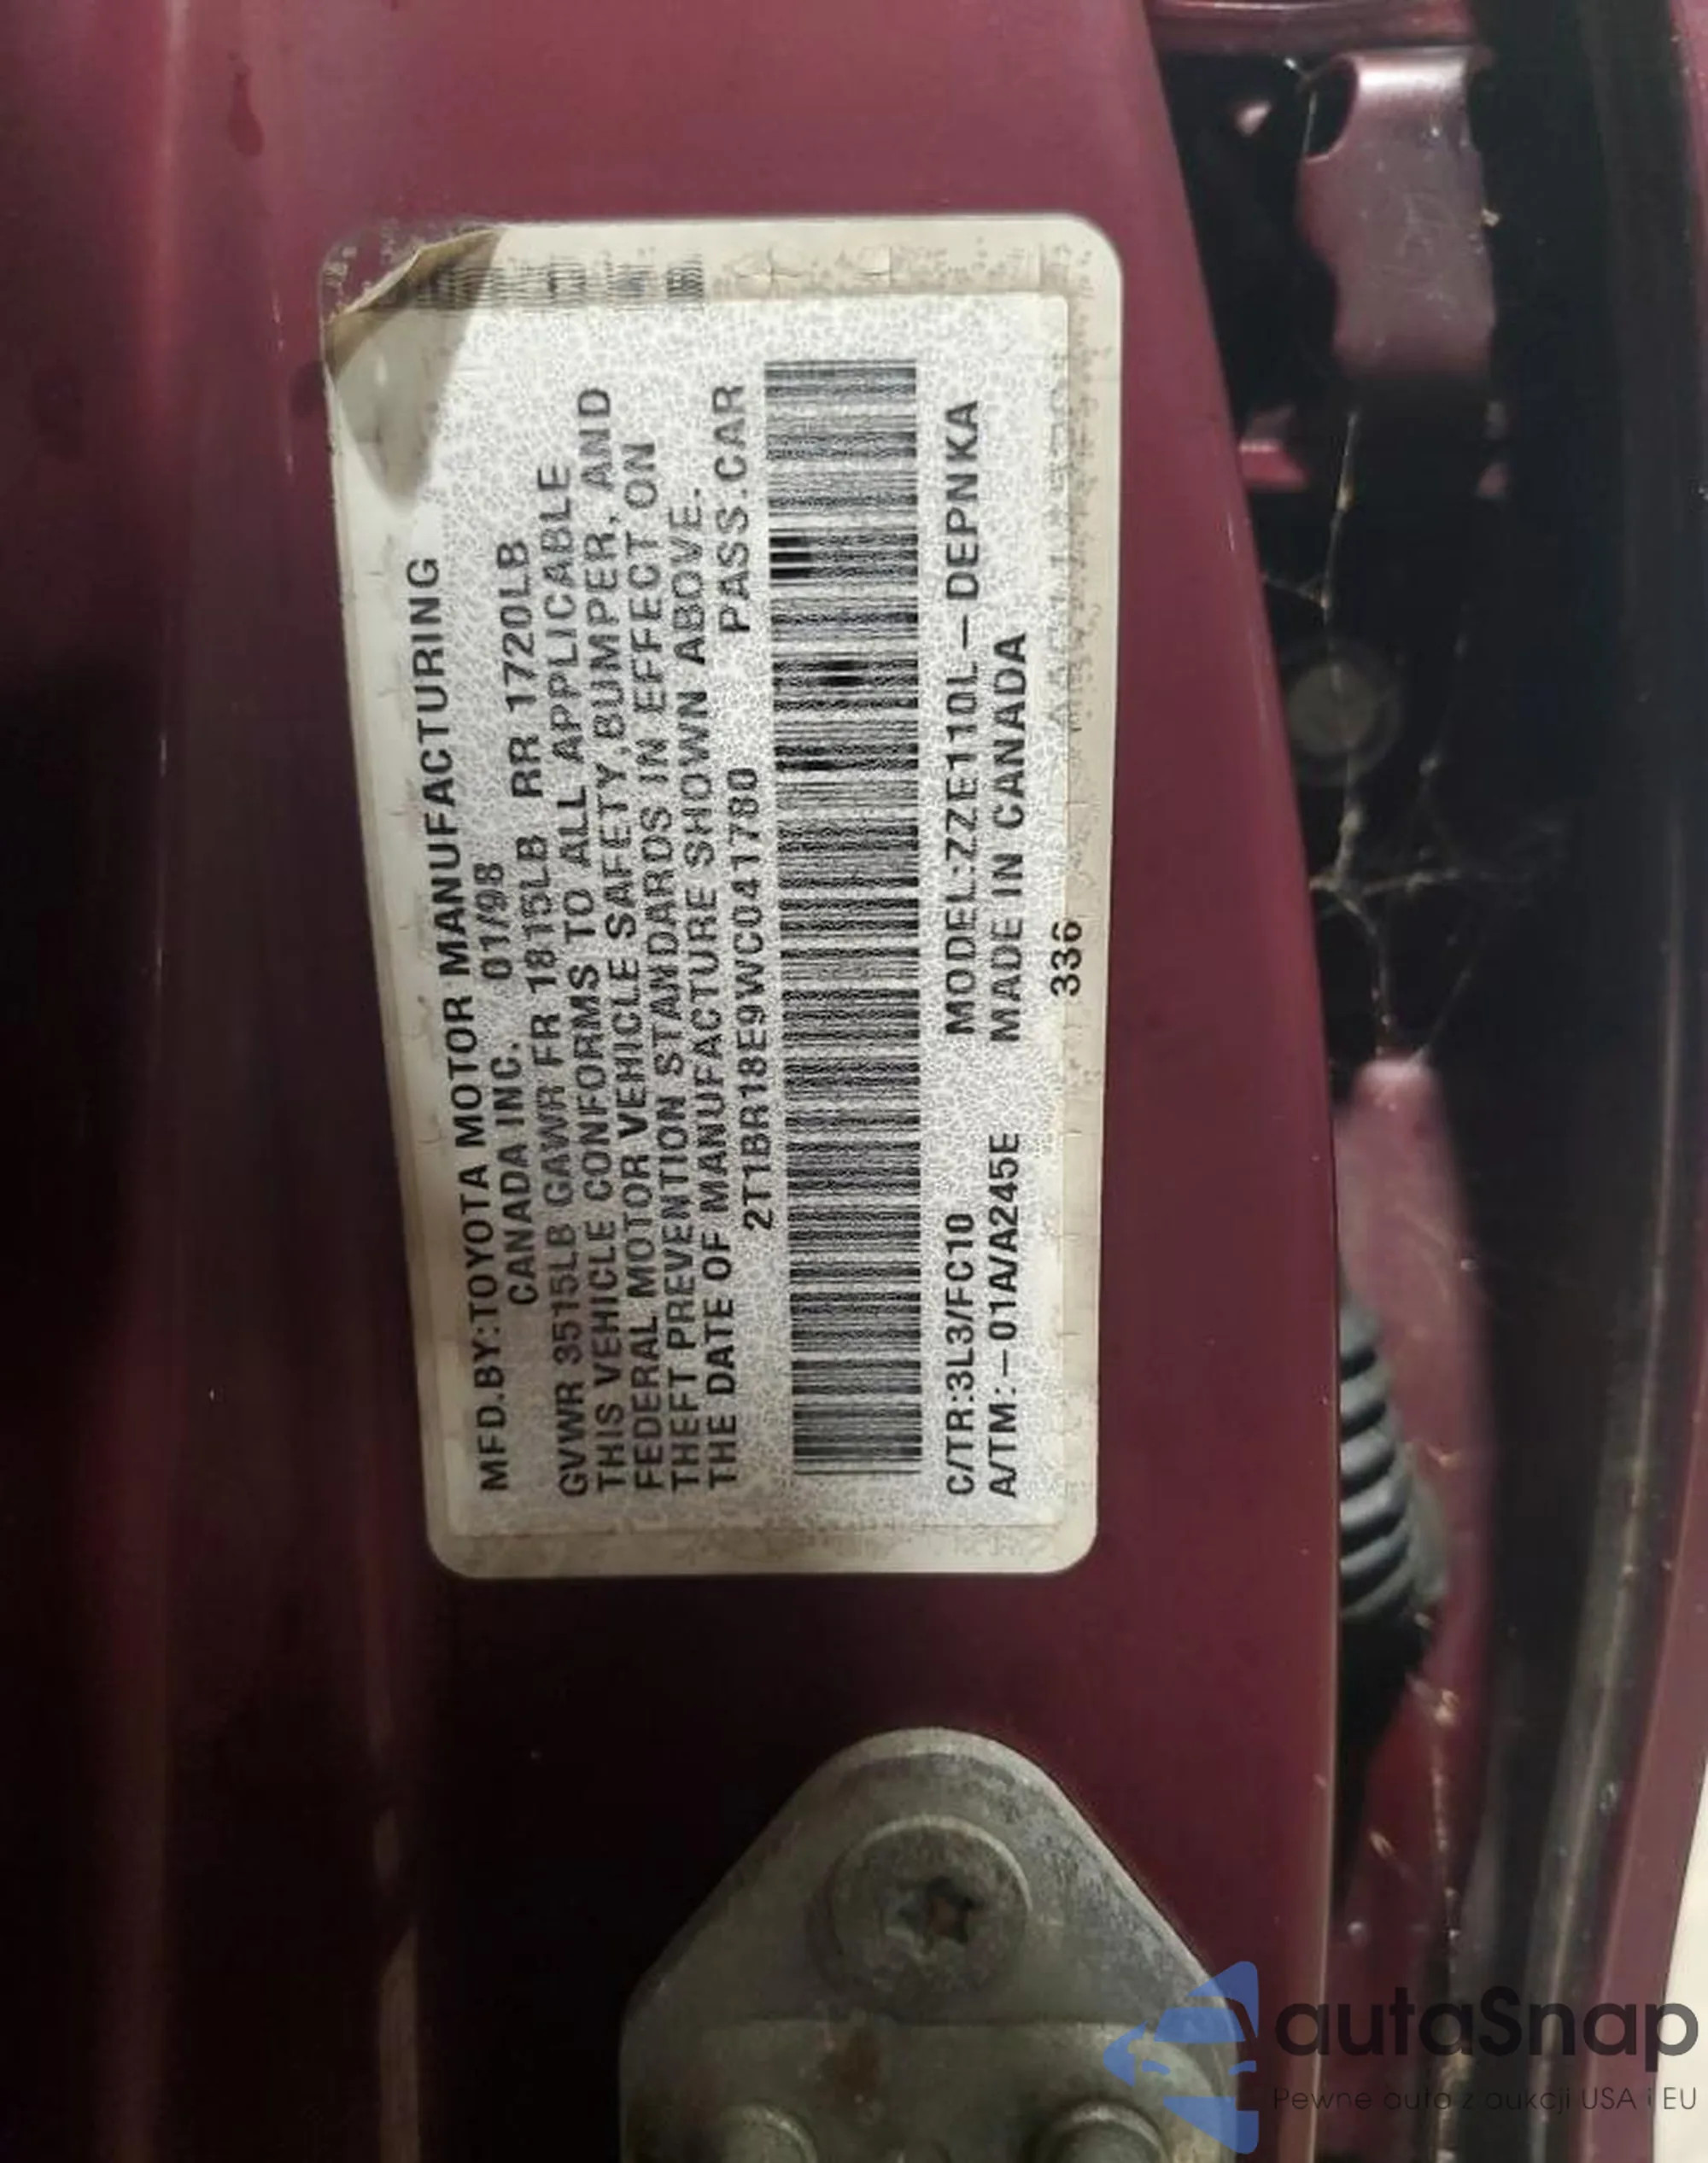 MFD.BY:TOYOTA MOTOR MANUFACTURING
CANADA INC. 01/98
GVWR 3515LB GAWR FR 1815LB RR 1720LB
THIS VEHICLE CONFORMS TO ALL APPLICABLE
FEDERAL MOTOR VEHICLE SAFETY,BUMPER, AND
THEFT PREVENTION STANDARDS IN EFFECT ON
THE DATE OF MANUFACTURE SHOWN ABOVE.
2T1BR18E9WC041780 PASS.CAR
C/TR:3L3/FC10 MODEL:ZZE110L-DEPNKA
A/TM:-01A/A245E MADE IN CANADA
336
autaSnap
Pewne auto z aukcji USA i EU